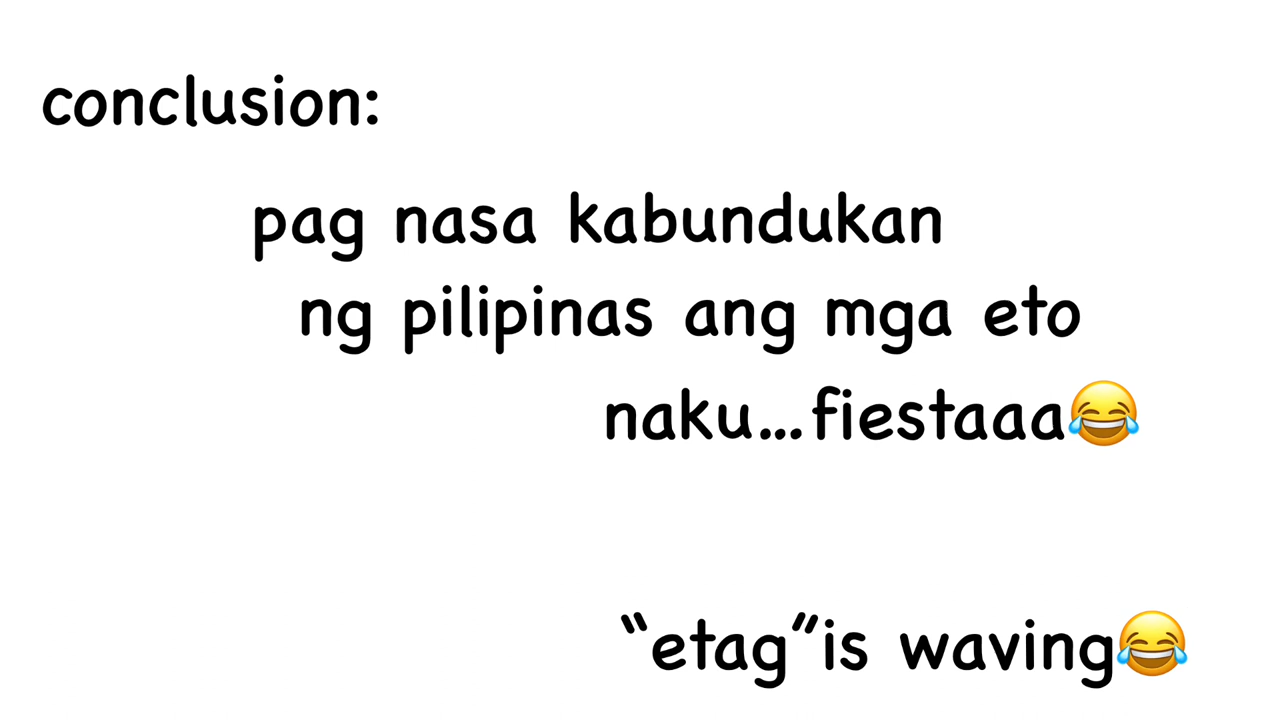 conclusion:
pag nasa kabundukan
ng pilipinas ang mga eto
naku...fiestaaa😂
“etag”is waving😂